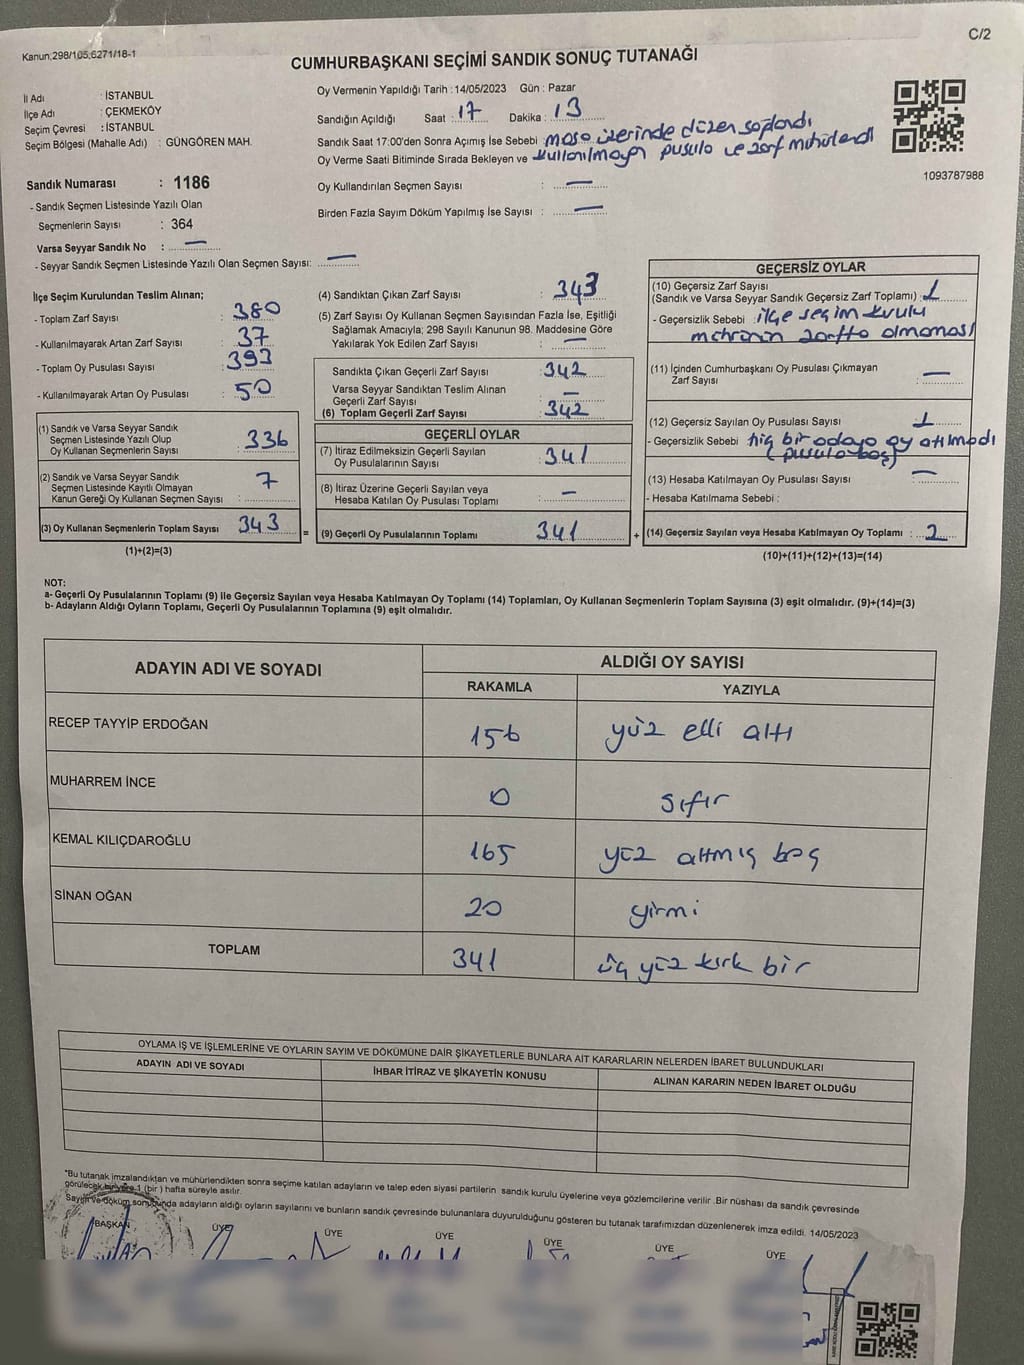 Kanun;298/105;6271/18-1
C/2
CUMHURBAŞKANI SEÇİMİ SANDIK SONUÇ TUTANAĞI
İl Adı : İSTANBUL
İlçe Adı : ÇEKMEKÖY
Seçim Çevresi : İSTANBUL
Seçim Bölgesi (Mahalle Adı) : GÜNGÖREN MAH.
Oy Vermenin Yapıldığı Tarih : 14/05/2023 Gün : Pazar
Sandığın Açıldığı Saat : 17 Dakika : 13
Sandık Saat 17:00'den Sonra Açımış İse Sebebi : masa üzerinde düzen sağlandı
Oy Verme Saati Bitiminde Sırada Bekleyen ve kullanılmayan pusula ve zarf mühürlendi
Oy Kullandırılan Seçmen Sayısı : —
Birden Fazla Sayım Döküm Yapılmış İse Sayısı : —
1093787988
Sandık Numarası : 1186
- Sandık Seçmen Listesinde Yazılı Olan
Seçmenlerin Sayısı : 364
Varsa Seyyar Sandık No : —
- Seyyar Sandık Seçmen Listesinde Yazılı Olan Seçmen Sayısı: —
İlçe Seçim Kurulundan Teslim Alınan;
- Toplam Zarf Sayısı : 380
- Kullanılmayarak Artan Zarf Sayısı : 37
- Toplam Oy Pusulası Sayısı : 393
- Kullanılmayarak Artan Oy Pusulası : 50
(1) Sandık ve Varsa Seyyar Sandık
Seçmen Listesinde Yazılı Olup
Oy Kullanan Seçmenlerin Sayısı : 336
(2) Sandık ve Varsa Seyyar Sandık
Seçmen Listesinde Kayıtlı Olmayan
Kanun Gereği Oy Kullanan Seçmen Sayısı : 7
(3) Oy Kullanan Seçmenlerin Toplam Sayısı : 343
(1)+(2)=(3)
(4) Sandıktan Çıkan Zarf Sayısı : 343
(5) Zarf Sayısı Oy Kullanan Seçmen Sayısından Fazla İse, Eşitliği
Sağlamak Amacıyla; 298 Sayılı Kanunun 98. Maddesine Göre
Yakılarak Yok Edilen Zarf Sayısı : —
Sandıkta Çıkan Geçerli Zarf Sayısı : 342
Varsa Seyyar Sandıktan Teslim Alınan
Geçerli Zarf Sayısı : —
(6) Toplam Geçerli Zarf Sayısı : 342
GEÇERLİ OYLAR
(7) İtiraz Edilmeksizin Geçerli Sayılan
Oy Pusulalarının Sayısı : 341
(8) İtiraz Üzerine Geçerli Sayılan veya
Hesaba Katılan Oy Pusulası Toplamı : —
= (9) Geçerli Oy Pusulalarının Toplamı : 341
GEÇERSİZ OYLAR
(10) Geçersiz Zarf Sayısı
(Sandık ve Varsa Seyyar Sandık Geçersiz Zarf Toplamı) : 1
- Geçersizlik Sebebi : ilçe seçim kurulu
mührünün zarfta olmaması
(11) İçinden Cumhurbaşkanı Oy Pusulası Çıkmayan
Zarf Sayısı : —
(12) Geçersiz Sayılan Oy Pusulası Sayısı : 1
- Geçersizlik Sebebi hiç bir adaya oy atılmadı
(pusula boş)
(13) Hesaba Katılmayan Oy Pusulası Sayısı : —
- Hesaba Katılmama Sebebi :
+ (14) Geçersiz Sayılan veya Hesaba Katılmayan Oy Toplamı : 2
(10)+(11)+(12)+(13)=(14)
NOT:
a- Geçerli Oy Pusulalarının Toplamı (9) ile Geçersiz Sayılan veya Hesaba Katılmayan Oy Toplamı (14) Toplamları, Oy Kullanan Seçmenlerin Toplam Sayısına (3) eşit olmalıdır. (9)+(14)=(3)
b- Adayların Aldığı Oyların Toplamı, Geçerli Oy Pusulalarının Toplamına (9) eşit olmalıdır.
ADAYIN ADI VE SOYADI
ALDIĞI OY SAYISI
RAKAMLA YAZIYLA
RECEP TAYYİP ERDOĞAN 156 yüz elli altı
MUHARREM İNCE 0 sıfır
KEMAL KILIÇDAROĞLU 165 yüz altmış beş
SİNAN OĞAN 20 yirmi
TOPLAM 341 üç yüz kırk bir
OYLAMA İŞ VE İŞLEMLERİNE VE OYLARIN SAYIM VE DÖKÜMÜNE DAİR ŞİKAYETLERLE BUNLARA AİT KARARLARIN NELERDEN İBARET BULUNDUKLARI
ADAYIN ADI VE SOYADI İHBAR İTİRAZ VE ŞİKAYETİN KONUSU ALINAN KARARIN NEDEN İBARET OLDUĞU
"Bu tutanak imzalandıktan ve mühürlendikten sonra seçime katılan adayların ve talep eden siyasi partilerin sandık kurulu üyelerine veya gözlemcilerine verilir .Bir nüshası da sandık çevresinde
görülecek bir yere 1 (bir ) hafta süreyle asılır.
Sayım ve döküm sonucunda adayların aldığı oyların sayılarını ve bunların sandık çevresinde bulunanlara duyurulduğunu gösteren bu tutanak tarafımızdan düzenlenerek imza edildi. 14/05/2023
BAŞKAN ÜYE ÜYE ÜYE ÜYE ÜYE ÜYE